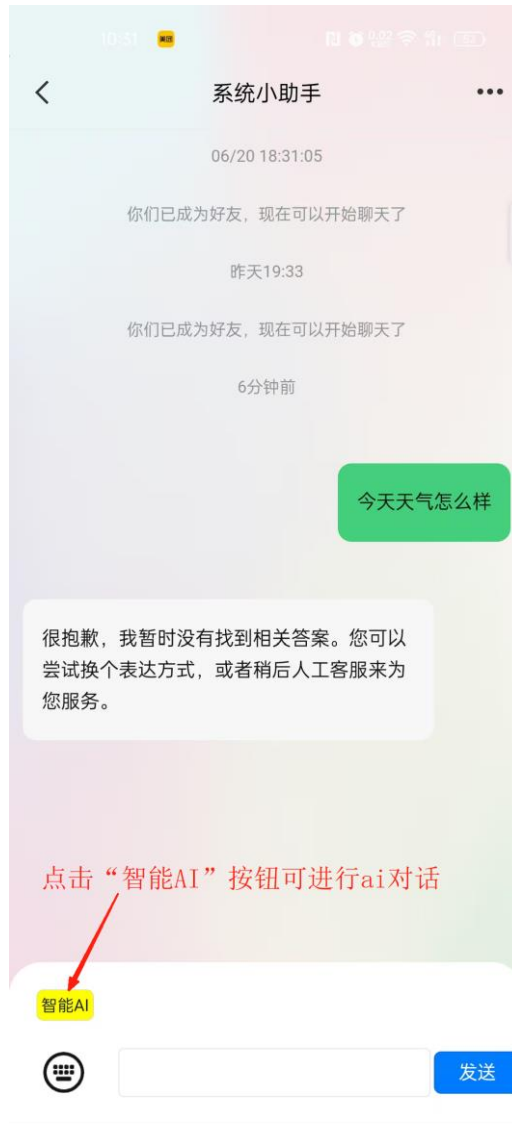 10:31 美团
系统小助手
06/20 18:31:05
你们已成为好友，现在可以开始聊天了
昨天19:33
你们已成为好友，现在可以开始聊天了
6分钟前
今天天气怎么样
很抱歉，我暂时没有找到相关答案。您可以
尝试换个表达方式，或者稍后人工客服来为
您服务。
点击“智能AI”按钮可进行ai对话
智能AI
发送